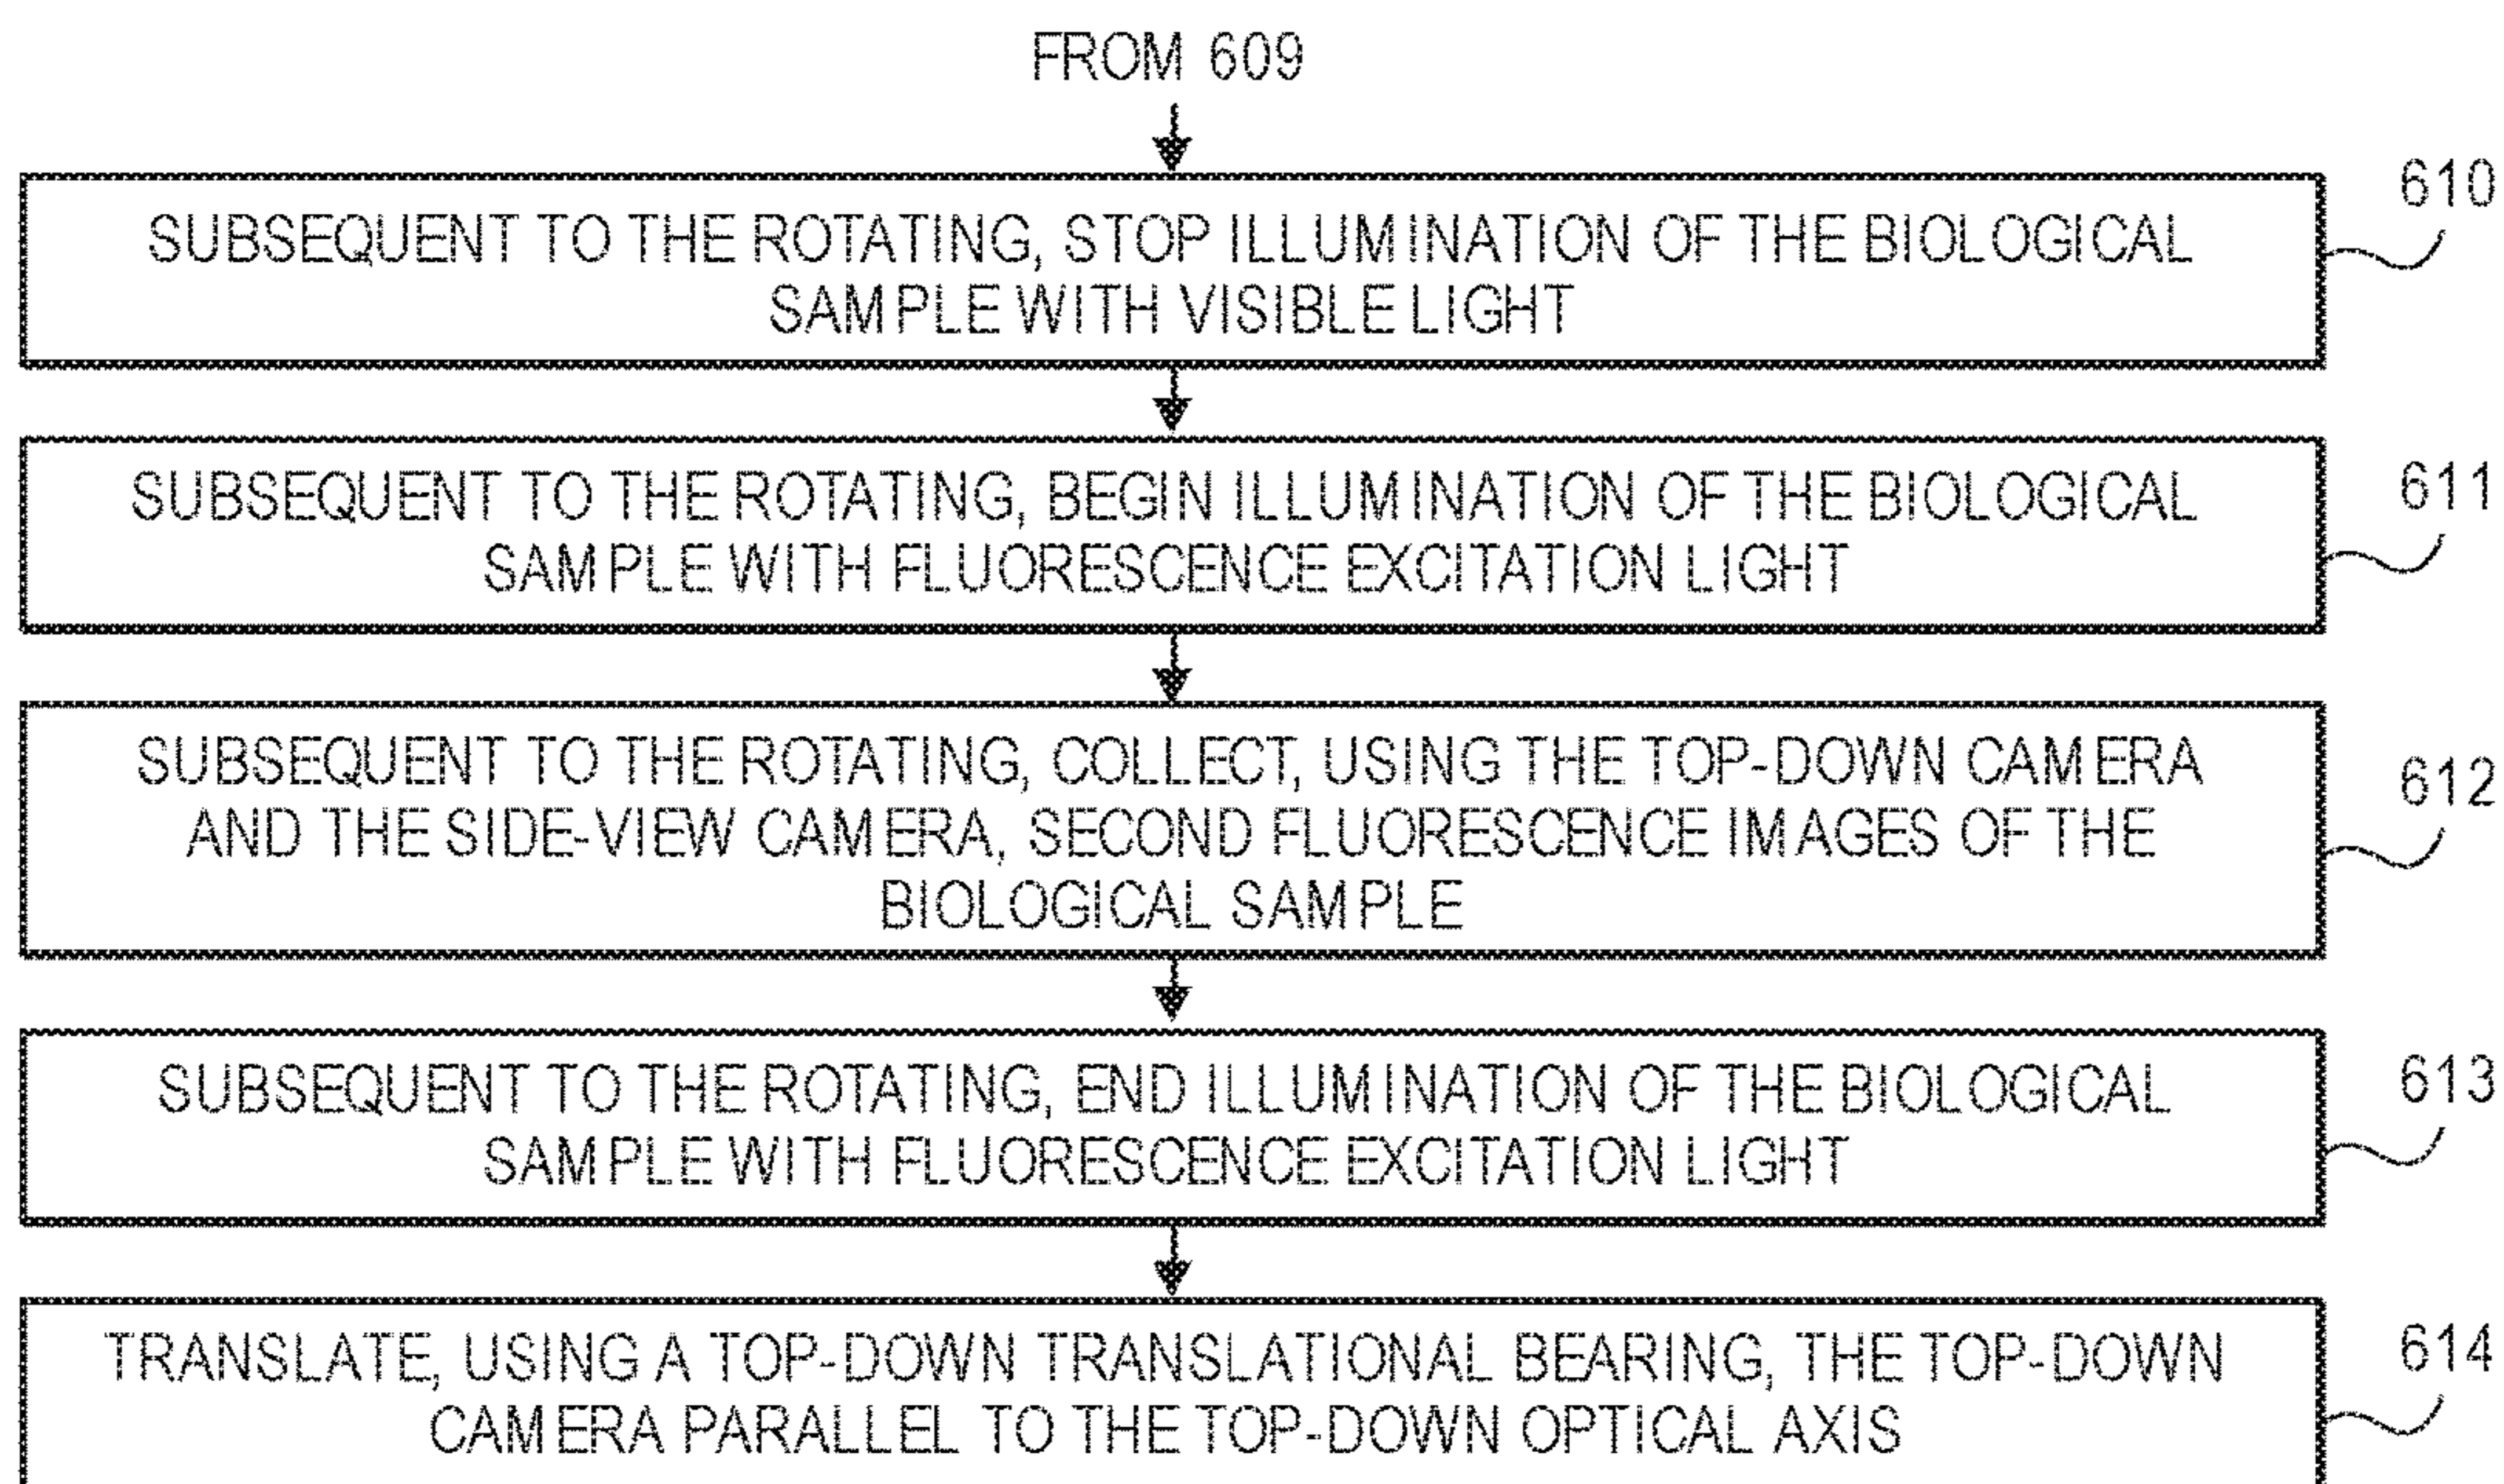 FROM 609
610
SUBSEQUENT TO THE ROTATING, STOP ILLUMINATION OF THE BIOLOGICAL
SAMPLE WITH VISIBLE LIGHT
611
SUBSEQUENT TO THE ROTATING, BEGIN ILLUMINATION OF THE BIOLOGICAL
SAMPLE WITH FLUORESCENCE EXCITATION LIGHT
612
SUBSEQUENT TO THE ROTATING, COLLECT, USING THE TOP-DOWN CAMERA
AND THE SIDE-VIEW CAMERA, SECOND FLUORESCENCE IMAGES OF THE
BIOLOGICAL SAMPLE
613
SUBSEQUENT TO THE ROTATING, END ILLUMINATION OF THE BIOLOGICAL
SAMPLE WITH FLUORESCENCE EXCITATION LIGHT
614
TRANSLATE, USING A TOP-DOWN TRANSLATIONAL BEARING, THE TOP-DOWN
CAMERA PARALLEL TO THE TOP-DOWN OPTICAL AXIS